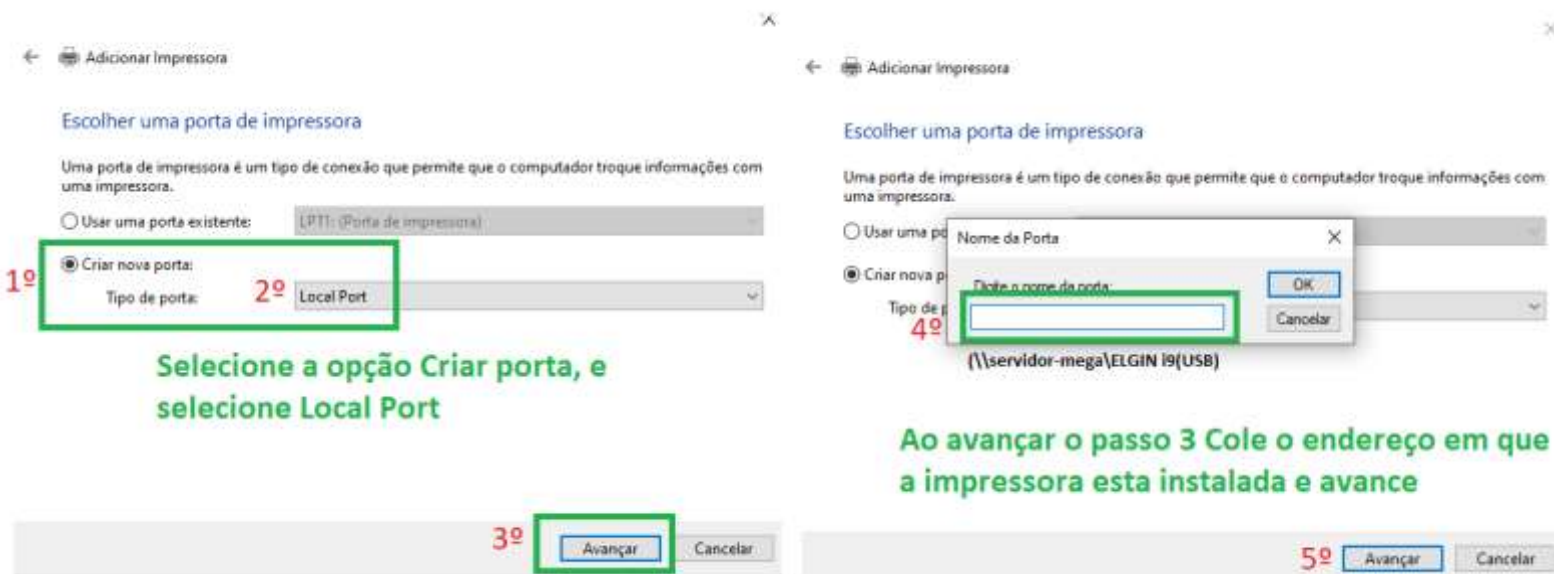 Adicionar Impressora
Escolher uma porta de impressora
Uma porta de impressora é um tipo de conexão que permite que o computador troque informações com
uma impressora.
Usar uma porta existente:
LPT1: (Porta de impressora)
1º
Criar nova porta:
Tipo de porta:
2º
Local Port
Selecione a opção Criar porta, e
selecione Local Port
3º
Avançar
Cancelar
Adicionar Impressora
Escolher uma porta de impressora
Uma porta de impressora é um tipo de conexão que permite que o computador troque informações com
uma impressora.
Usar uma po
Nome da Porta
Criar nova p
Digite o nome da porta:
OK
Tipo de p
4º
Cancelar
(\\servidor-mega\ELGIN i9(USB)
Ao avançar o passo 3 Cole o endereço em que
a impressora esta instalada e avance
5º
Avançar
Cancelar